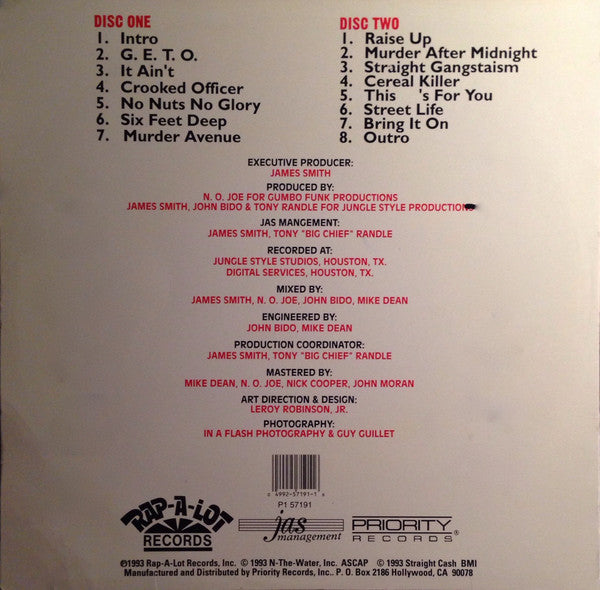 DISC ONE
1. Intro
2. G. E. T. O.
3. It Ain't
4. Crooked Officer
5. No Nuts No Glory
6. Six Feet Deep
7. Murder Avenue
DISC TWO
1. Raise Up
2. Murder After Midnight
3. Straight Gangstaism
4. Cereal Killer
5. This 's For You
6. Street Life
7. Bring It On
8. Outro
EXECUTIVE PRODUCER:
JAMES SMITH
PRODUCED BY:
N. O. JOE FOR GUMBO FUNK PRODUCTIONS
JAMES SMITH, JOHN BIDO & TONY RANDLE FOR JUNGLE STYLE PRODUCTIONS
JAS MANGEMENT:
JAMES SMITH, TONY "BIG CHIEF" RANDLE
RECORDED AT:
JUNGLE STYLE STUDIOS, HOUSTON, TX.
DIGITAL SERVICES, HOUSTON, TX.
MIXED BY:
JAMES SMITH, N. O. JOE, JOHN BIDO, MIKE DEAN
ENGINEERED BY:
JOHN BIDO, MIKE DEAN
PRODUCTION COORDINATOR:
JAMES SMITH, TONY "BIG CHIEF" RANDLE
MASTERED BY:
MIKE DEAN, N. O. JOE, NICK COOPER, JOHN MORAN
ART DIRECTION & DESIGN:
LEROY ROBINSON, JR.
PHOTOGRAPHY:
IN A FLASH PHOTOGRAPHY & GUY GUILLET
0 4992-57191-1 8
P1 57191
RAP-A-LOT
RECORDS
jas
management
PRIORITY
RECORDS®
℗1993 Rap-A-Lot Records, Inc. © 1993 N-The-Water, Inc. ASCAP © 1993 Straight Cash BMI
Manufactured and Distributed by Priority Records, Inc.. P. O. Box 2186 Hollywood, CA 90078